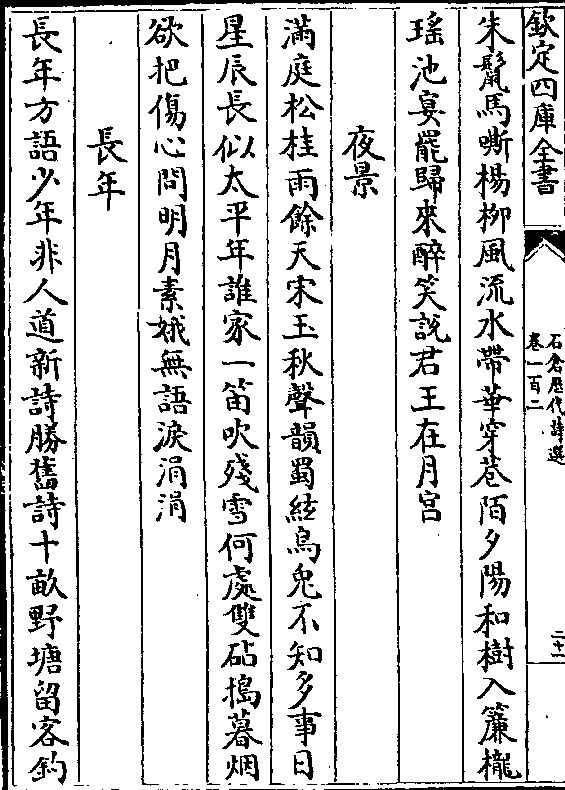 欽定四庫全書
石倉歷代詩選
卷一百二
二十一
朱鬛馬嘶楊柳風流水帶華穿巷陌夕陽和樹入簾櫳
瑤池宴罷歸來醉笑說君王在月宮
夜景
滿庭松桂雨餘天宋玉秋聲韻蜀絃烏兎不知多事日
星辰長似太平年誰家一笛吹殘雪何處雙砧搗暮烟
欲把傷心問明月素娥無語淚涓涓
長年
長年方語少年非人道新詩勝舊詩十畝野塘留客釣